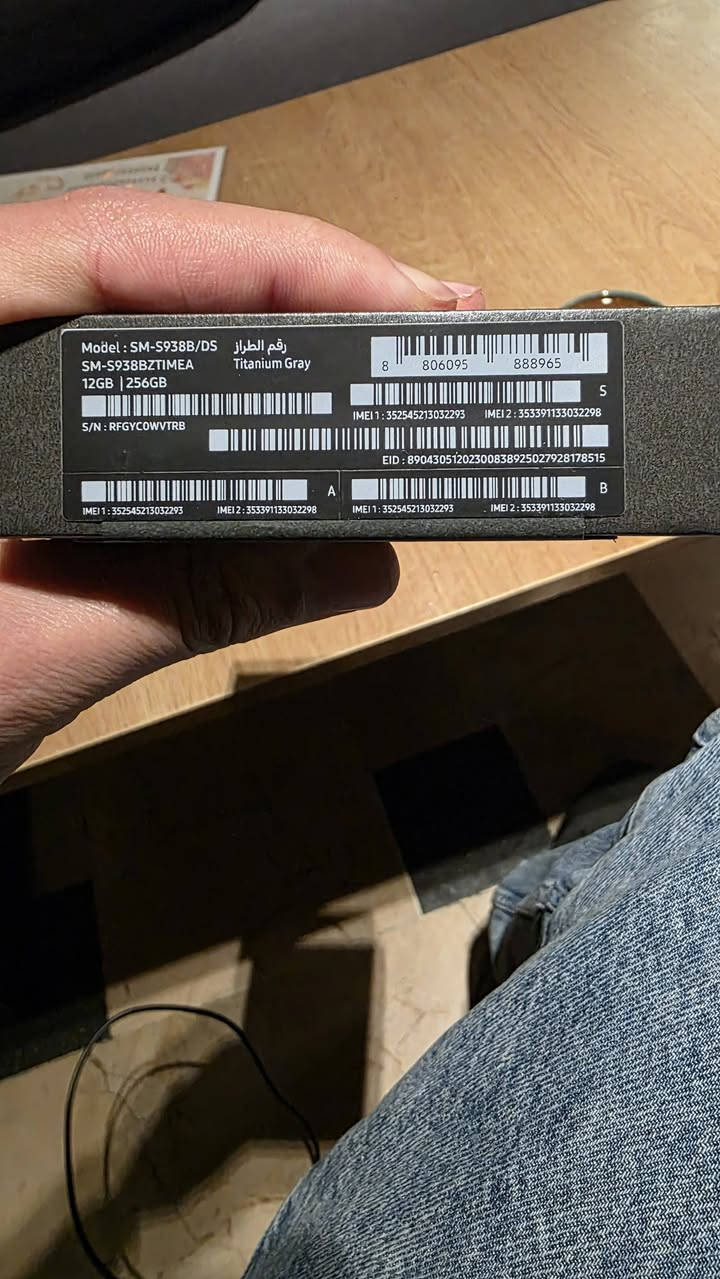 Model : SM-S938B/DS رقم الطراز
SM-S938BZTIMEA Titanium Gray
12GB | 256GB
8 806095 888965
S
IMEI 1 : 352545213032293 IMEI 2 : 353391133032298
S/N : RFGYC0WVTRB
EID : 89043051202300838925027928178515
A
IMEI 1 : 352545213032293 IMEI 2 : 353391133032298
B
IMEI 1 : 352545213032293 IMEI 2 : 353391133032298